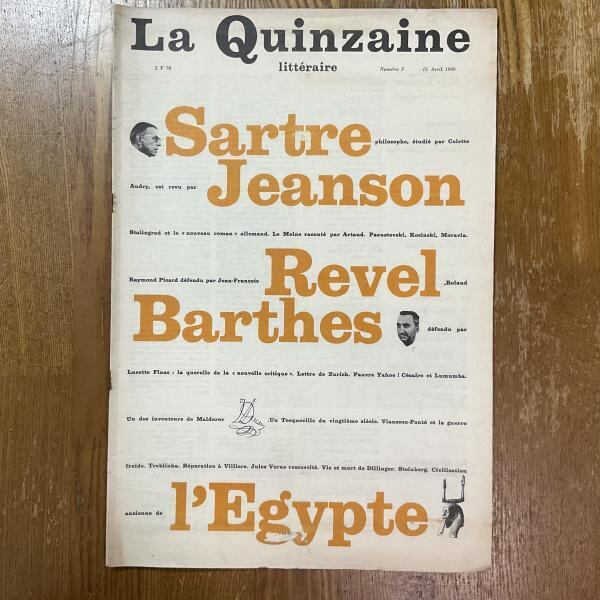 La Quinzaine
2 F 50 littéraire Numéro 3 15 Avril 1966
Sartre philosophe, étudié par Colette
Audry, est revu par Jeanson
Stalingrad et le « nouveau roman » allemand. Le Moine raconté par Artaud. Paoustovski, Kosinski, Moravia.
Raymond Picard défendu par Jean-François Revel ,Roland
Barthes défendu par
Lucette Finas : la querelle de la « nouvelle critique ». Lettre de Zurich. Pauvre Yahoo ! Césaire et Lumumba.
Un des inventeurs de Maldoror .Un Tocqueville du vingtième siècle. Viansson-Ponté et la guerre
froide. Treblinka. Réparation à Villiers. Jules Verne ressuscité. Vie et mort de Dillinger. Steinberg. Civilisation
ancienne de l'Egypte